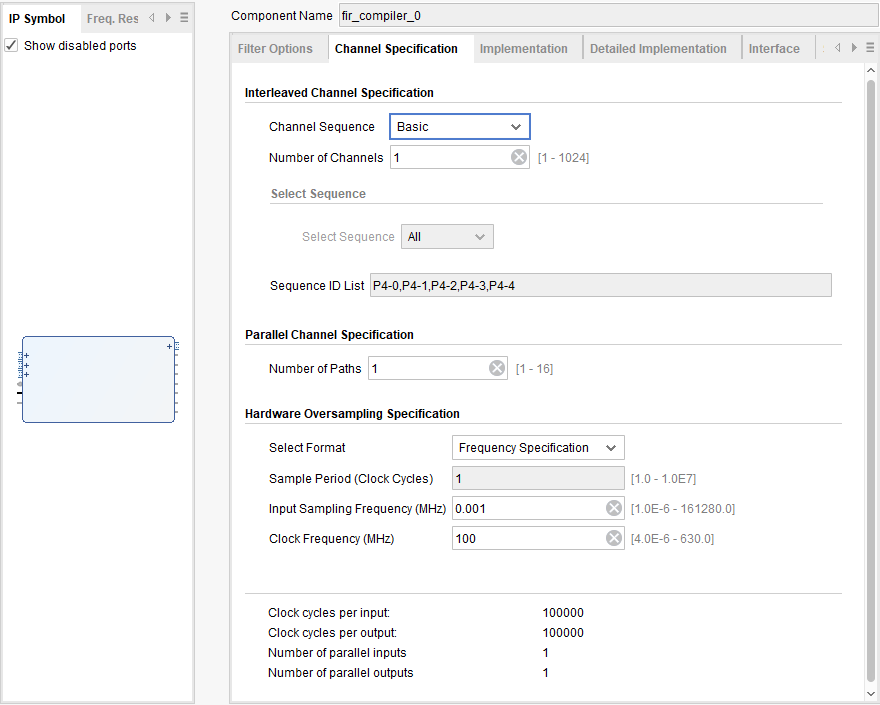 IP Symbol
Freq. Res
Show disabled ports
Component Name fir_compiler_0
Filter Options
Channel Specification
Implementation
Detailed Implementation
Interface
Interleaved Channel Specification
Channel Sequence Basic
Number of Channels 1 [1 - 1024]
Select Sequence
Select Sequence All
Sequence ID List P4-0,P4-1,P4-2,P4-3,P4-4
Parallel Channel Specification
Number of Paths 1 [1 - 16]
Hardware Oversampling Specification
Select Format Frequency Specification
Sample Period (Clock Cycles) 1 [1.0 - 1.0E7]
Input Sampling Frequency (MHz) 0.001 [1.0E-6 - 161280.0]
Clock Frequency (MHz) 100 [4.0E-6 - 630.0]
Clock cycles per input: 100000
Clock cycles per output: 100000
Number of parallel inputs 1
Number of parallel outputs 1